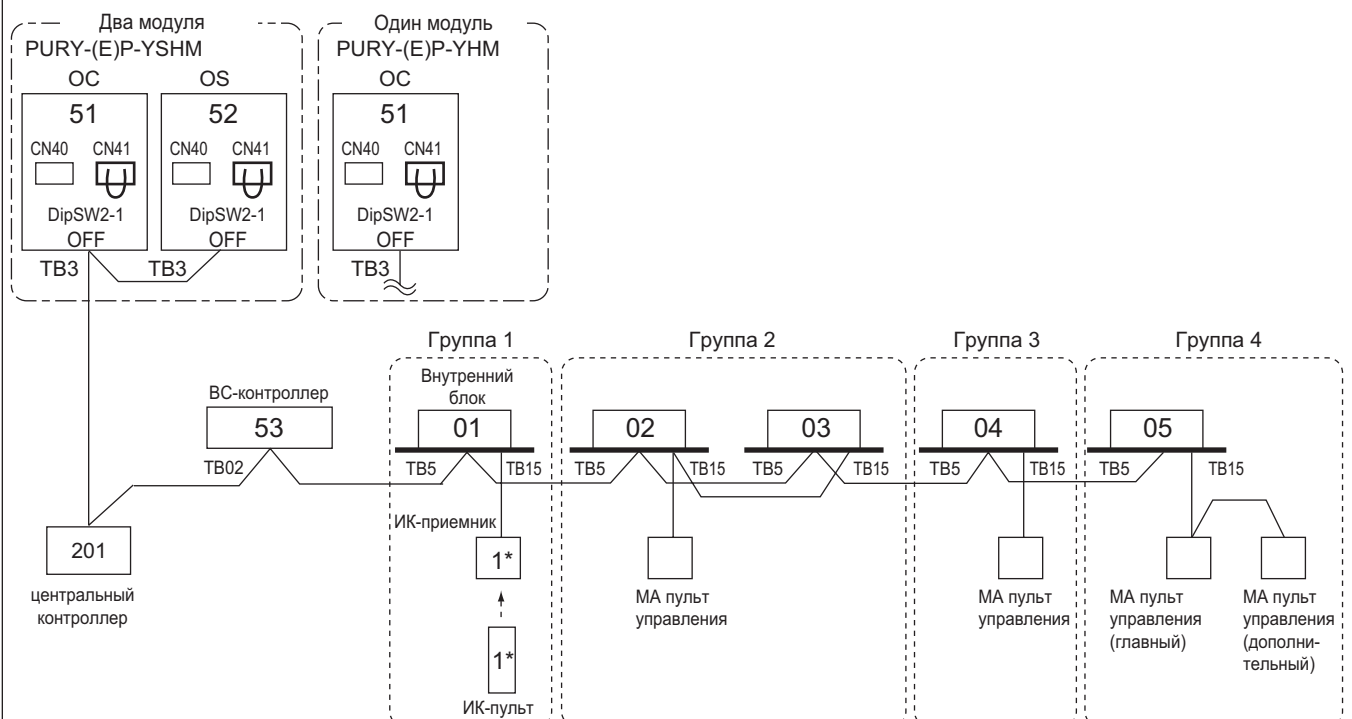 Два модуля
PURY-(E)P-YSHM
OC
OS
51
52
CN40
CN41
CN40
CN41
DipSW2-1
OFF
DipSW2-1
OFF
TB3
TB3
Один модуль
PURY-(E)P-YHM
OC
51
CN40
CN41
DipSW2-1
OFF
TB3
Группа 1
Группа 2
Группа 3
Группа 4
ВС-контроллер
53
TB02
201
центральный
контроллер
Внутренний
блок
01
TB5
TB15
ИК-приемник
1*
1*
ИК-пульт
02
TB5
TB15
МА пульт
управления
03
TB5
TB15
04
TB5
TB15
МА пульт
управления
05
TB5
TB15
МА пульт
управления
(главный)
МА пульт
управления
(дополни-
тельный)